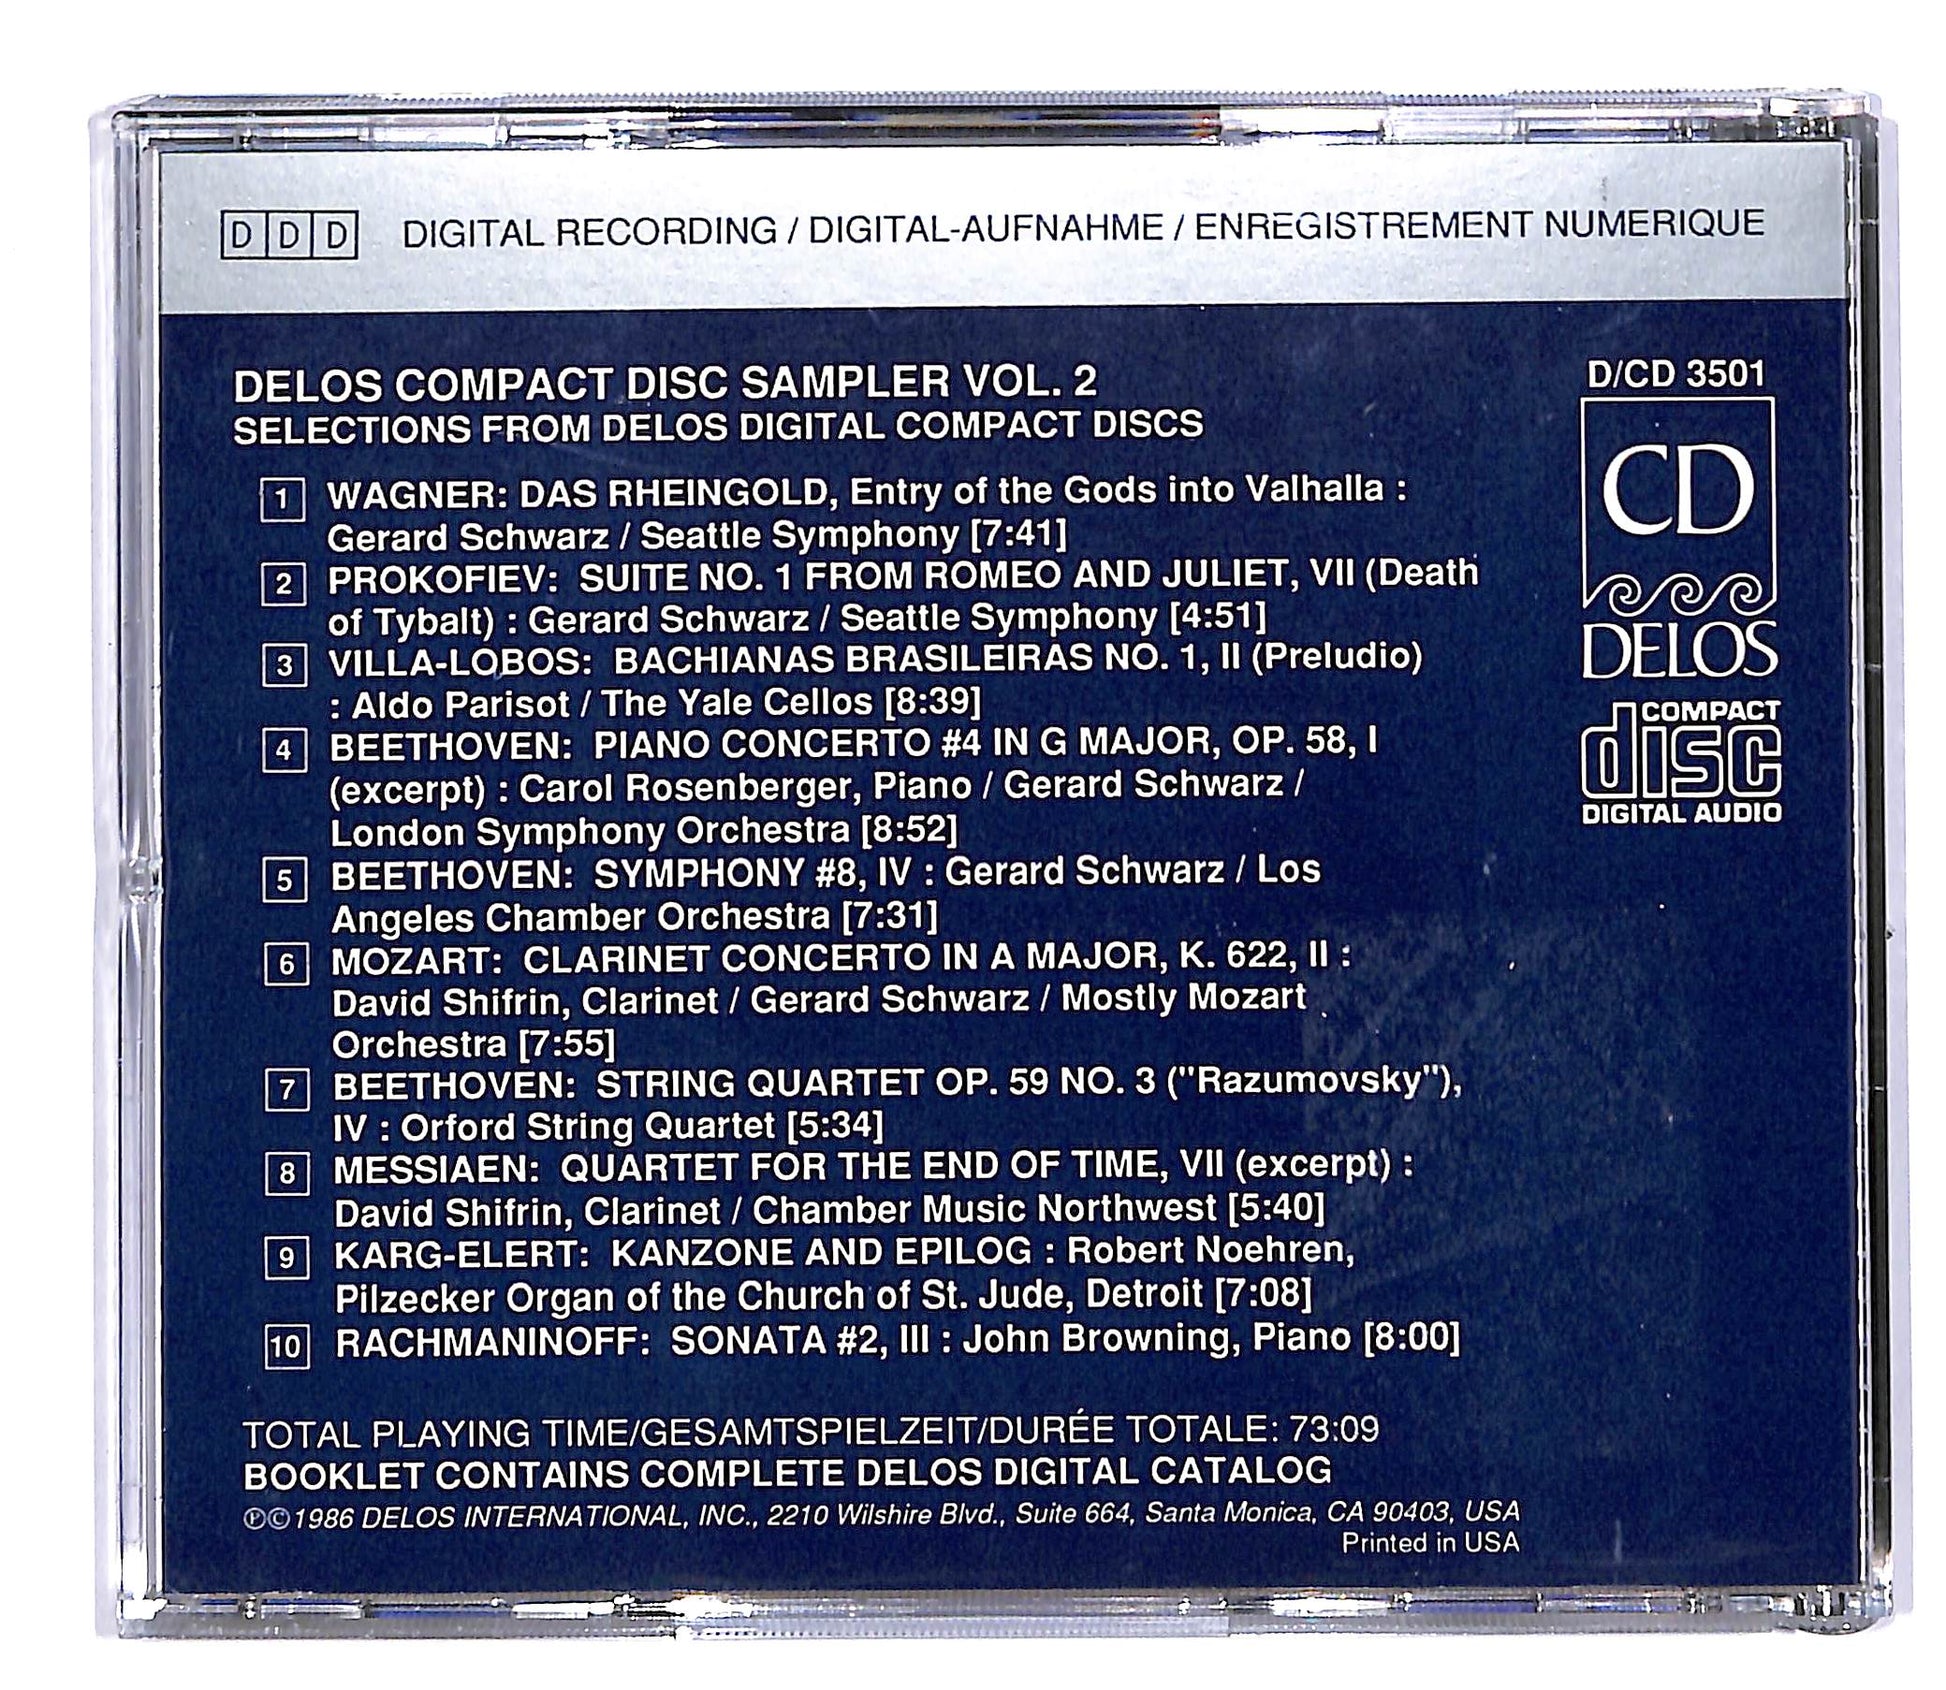 DDD DIGITAL RECORDING / DIGITAL-AUFNAHME / ENREGISTREMENT NUMERIQUE
DELOS COMPACT DISC SAMPLER VOL. 2
SELECTIONS FROM DELOS DIGITAL COMPACT DISCS
1 WAGNER: DAS RHEINGOLD, Entry of the Gods into Valhalla :
Gerard Schwarz / Seattle Symphony [7:41]
2 PROKOFIEV: SUITE NO. 1 FROM ROMEO AND JULIET, VII (Death
of Tybalt) : Gerard Schwarz / Seattle Symphony [4:51]
3 VILLA-LOBOS: BACHIANAS BRASILEIRAS NO. 1, II (Preludio)
: Aldo Parisot / The Yale Cellos [8:39]
4 BEETHOVEN: PIANO CONCERTO #4 IN G MAJOR, OP. 58, I
(excerpt) : Carol Rosenberger, Piano / Gerard Schwarz /
London Symphony Orchestra [8:52]
5 BEETHOVEN: SYMPHONY #8, IV : Gerard Schwarz / Los
Angeles Chamber Orchestra [7:31]
6 MOZART: CLARINET CONCERTO IN A MAJOR, K. 622, II :
David Shifrin, Clarinet / Gerard Schwarz / Mostly Mozart
Orchestra [7:55]
7 BEETHOVEN: STRING QUARTET OP. 59 NO. 3 ("Razumovsky"),
IV : Orford String Quartet [5:34]
8 MESSIAEN: QUARTET FOR THE END OF TIME, VII (excerpt) :
David Shifrin, Clarinet / Chamber Music Northwest [5:40]
9 KARG-ELERT: KANZONE AND EPILOG : Robert Noehren,
Pilzecker Organ of the Church of St. Jude, Detroit [7:08]
10 RACHMANINOFF: SONATA #2, III : John Browning, Piano [8:00]
TOTAL PLAYING TIME/GESAMTSPIELZEIT/DURÉE TOTALE: 73:09
BOOKLET CONTAINS COMPLETE DELOS DIGITAL CATALOG
℗©1986 DELOS INTERNATIONAL, INC., 2210 Wilshire Blvd., Suite 664, Santa Monica, CA 90403, USA
Printed in USA
D/CD 3501
CD
DELOS
COMPACT
disc
DIGITAL AUDIO